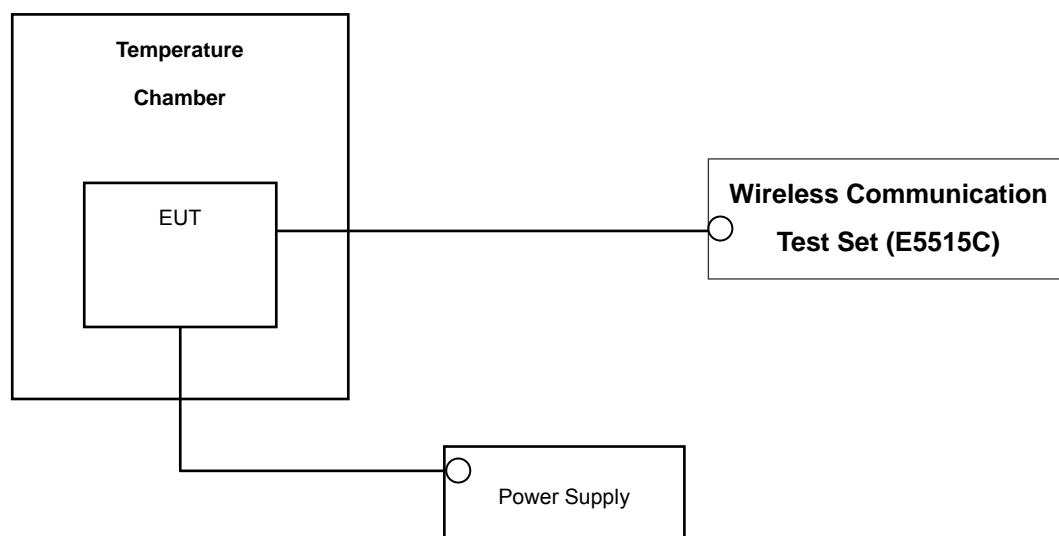 Temperature
Chamber
EUT
Wireless Communication
Test Set (E5515C)
Power Supply